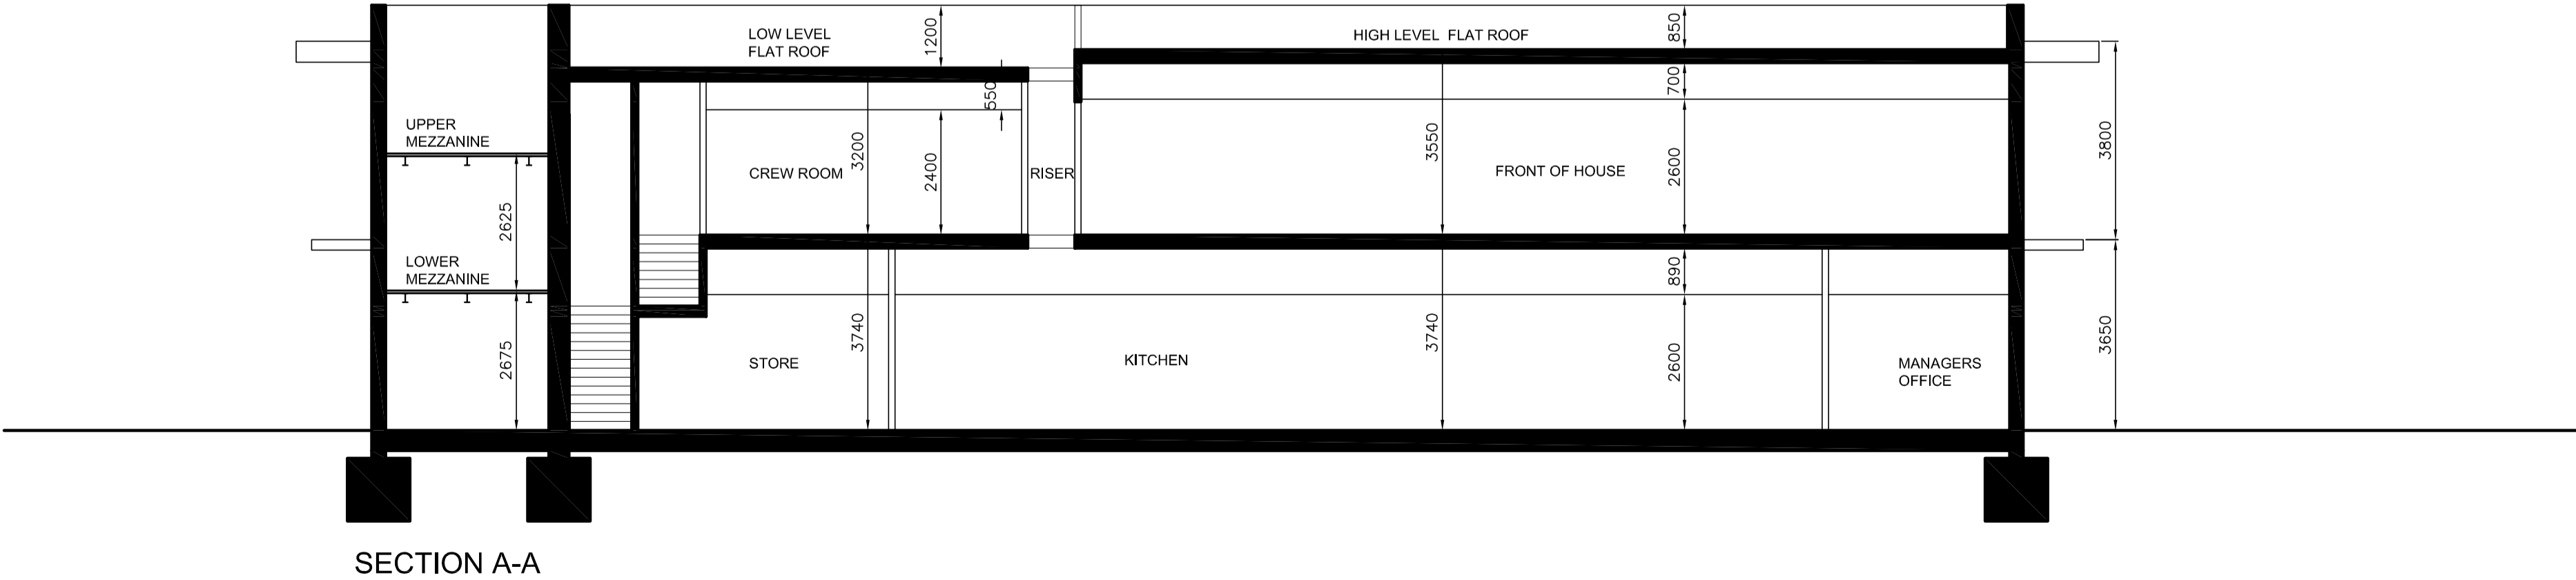 LOW LEVEL
FLAT ROOF
1200
HIGH LEVEL FLAT ROOF
850
700
550
UPPER
MEZZANINE
3200
2400
CREW ROOM
RISER
3550
2600
FRONT OF HOUSE
3800
2625
LOWER
MEZZANINE
890
2675
3740
STORE
KITCHEN
3740
2600
MANAGERS
OFFICE
3650
SECTION A-A